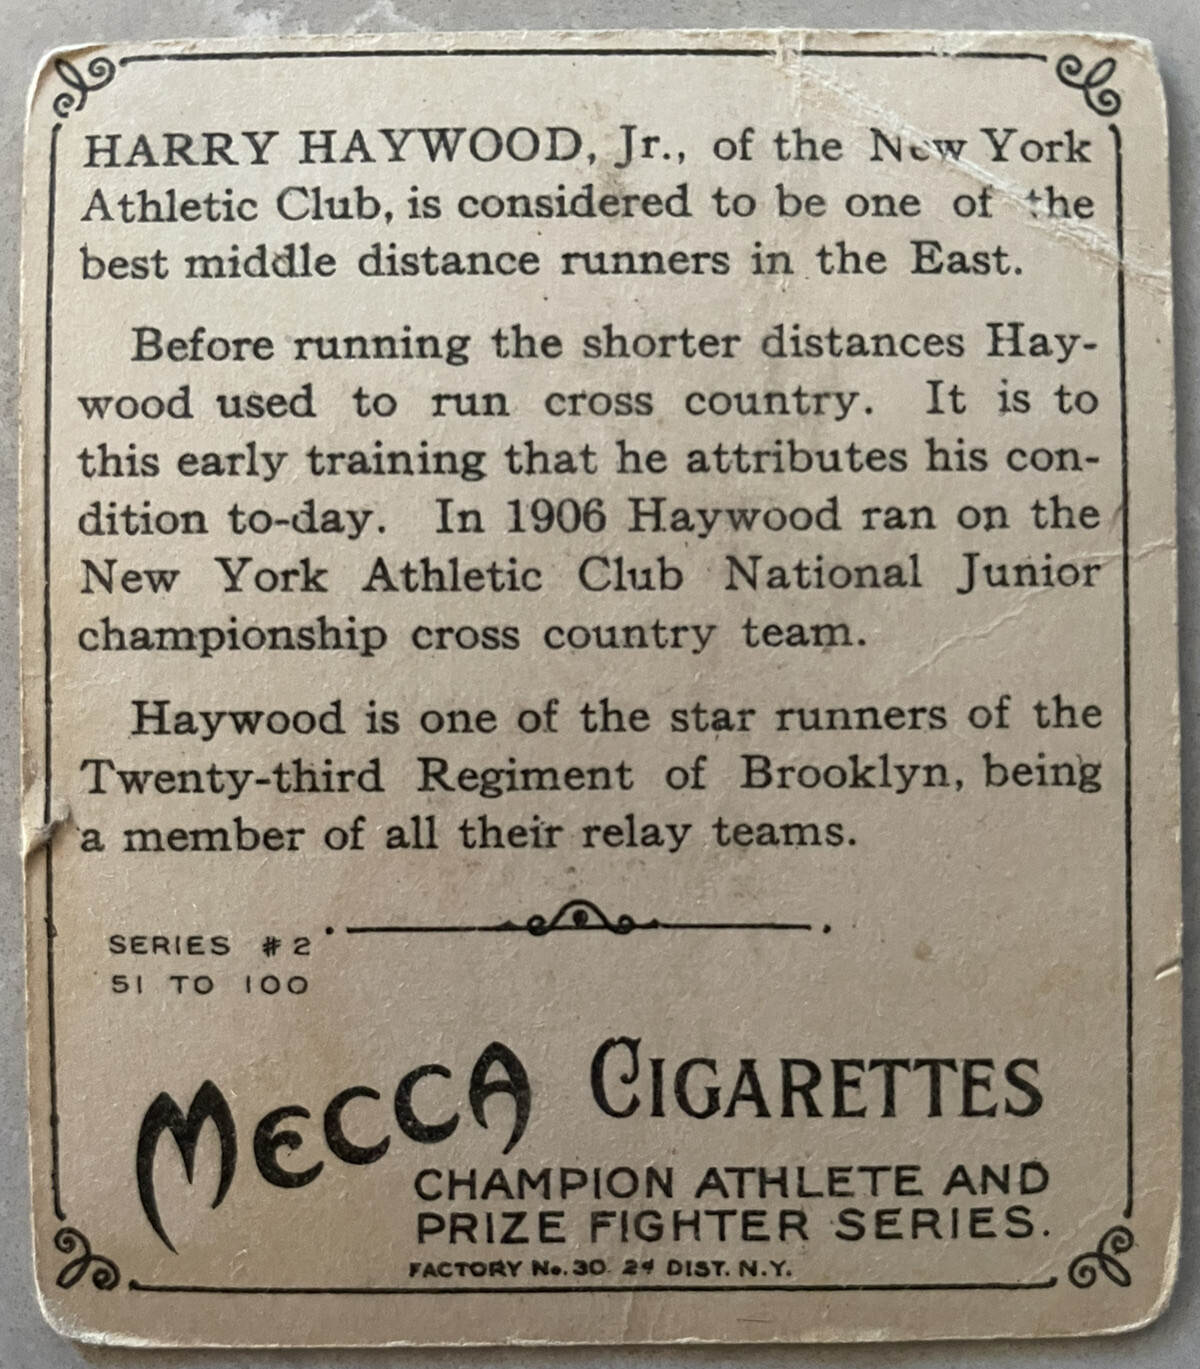 HARRY HAYWOOD, Jr., of the New York
Athletic Club, is considered to be one of the
best middle distance runners in the East.
Before running the shorter distances Hay-
wood used to run cross country. It is to
this early training that he attributes his con-
dition to-day. In 1906 Haywood ran on the
New York Athletic Club National Junior
championship cross country team.
Haywood is one of the star runners of the
Twenty-third Regiment of Brooklyn, being
a member of all their relay teams.
SERIES #2
51 TO 100
MECCA CIGARETTES
CHAMPION ATHLETE AND
PRIZE FIGHTER SERIES.
FACTORY No. 30 2d DIST. N.Y.